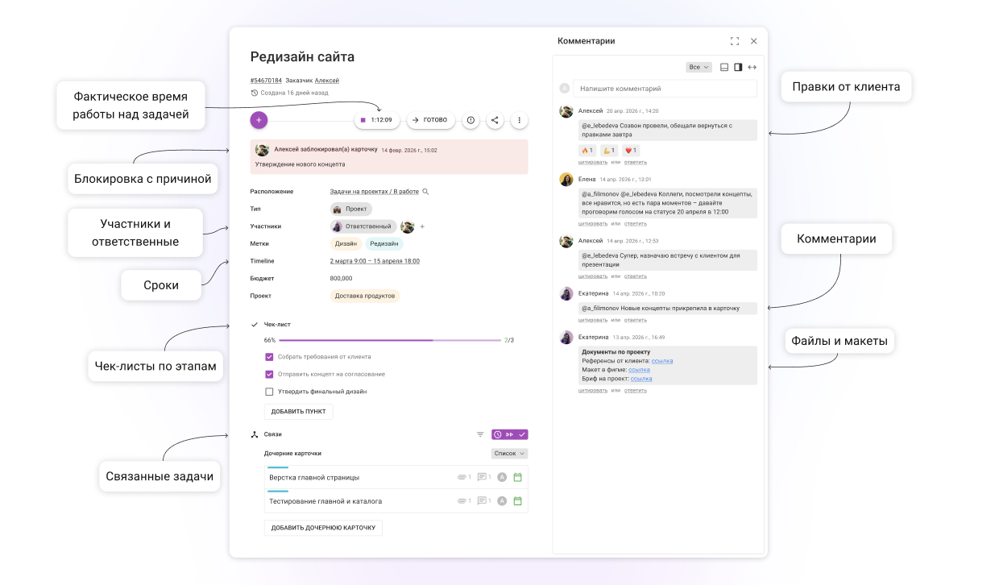 Фактическое время
работы над задачей
Блокировка с причиной
Участники и
ответственные
Сроки
Чек-листы по этапам
Связанные задачи
Редизайн сайта
#54670184 Заказчик Алексей
Создана 16 дней назад
1:12:09
ГОТОВО
Алексей заблокировал(а) карточку 14 февр. 2026 г., 15:02
Утверждение нового концепта
Расположение Задачи на проектах / В работе
Тип Проект
Участники Ответственный +
Метки Дизайн Редизайн
Timeline 2 марта 9:00 – 15 апреля 18:00
Бюджет 800,000
Проект Доставка продуктов
Чек-лист
66% 2/3
Собрать требования от клиента
Отправить концепт на согласование
Утвердить финальный дизайн
ДОБАВИТЬ ПУНКТ
Связи
Дочерние карточки Список
Верстка главной страницы 1 1 A
Тестирование главной и каталога 1 1 A
ДОБАВИТЬ ДОЧЕРНЮЮ КАРТОЧКУ
Комментарии
Все
A Напишите комментарий
Алексей 20 апр. 2026 г., 14:20
@e_lebedeva Созвон провели, обещали вернуться с
правками завтра
🔥 1 💪 1 ❤️ 1
цитировать или ответить
Елена 14 апр. 2026 г., 13:01
@a_filimonov @e_lebedeva Коллеги, посмотрели концепты,
все нравится, но есть пара моментов – давайте
проговорим голосом на статусе 20 апреля в 12:00
цитировать или ответить
Алексей 14 апр. 2026 г., 12:53
@e_lebedeva Супер, назначаю встречу с клиентом для
презентации
цитировать или ответить
Екатерина 14 апр. 2026 г., 10:20
@a_filimonov Новые концепты прикрепила в карточку
цитировать или ответить
Екатерина 13 апр. 2026 г., 16:49
Документы по проекту
Референсы от клиента: ссылка
Макет в фигме: ссылка
Бриф на проект: ссылка
цитировать или ответить
Правки от клиента
Комментарии
Файлы и макеты